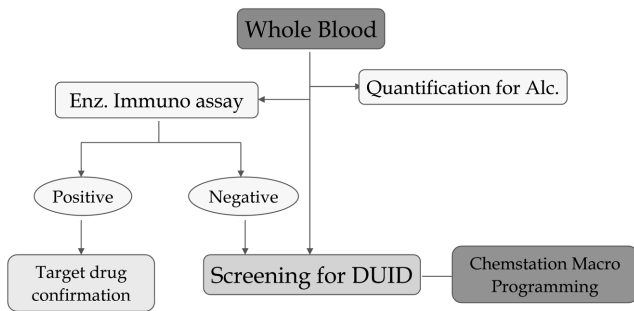 Whole Blood
Quantification for Alc.
Enz. Immuno assay
Positive
Negative
Target drug
confirmation
Screening for DUID
Chemstation Macro
Programming